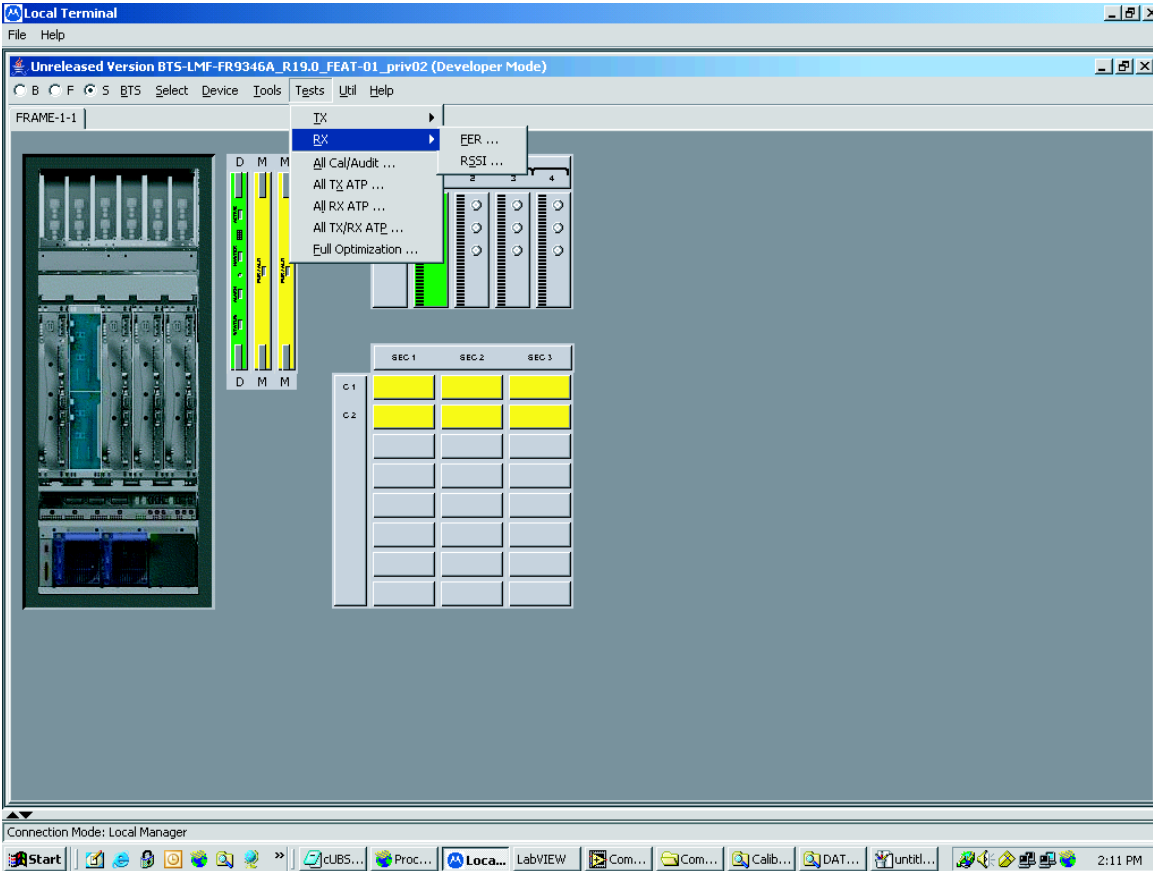 Local Terminal
File Help
Unreleased Version BTS-LMF-FR9346A_R19.0_FEAT-01_priv02 (Developer Mode)
B F S BTS Select Device Tools Tests Util Help
FRAME-1-1
TX
RX
All Cal/Audit ...
All TX ATP ...
All RX ATP ...
All TX/RX ATP ...
Full Optimization ...
FER ...
RSSI ...
D M M
2 3 4
D M M
SEC 1 SEC 2 SEC 3
C 1
C 2
Connection Mode: Local Manager
Start » cUBS... Proc... Loca... LabVIEW Com... Com... Calib... DAT... untitl... 2:11 PM